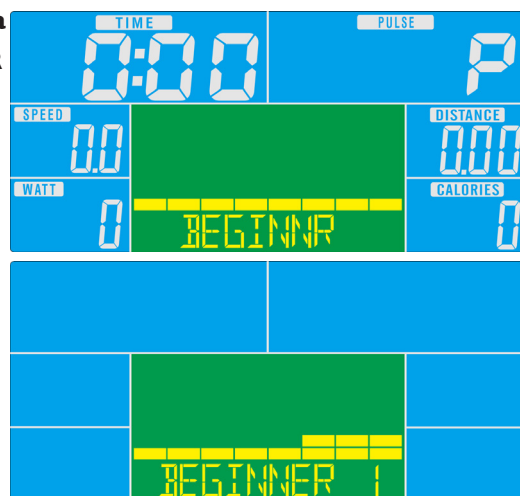 TIME
PULSE
0:00
P
SPEED
DISTANCE
0.0
0.00
WATT
CALORIES
0
0
BEGINNR
BEGINNER 1